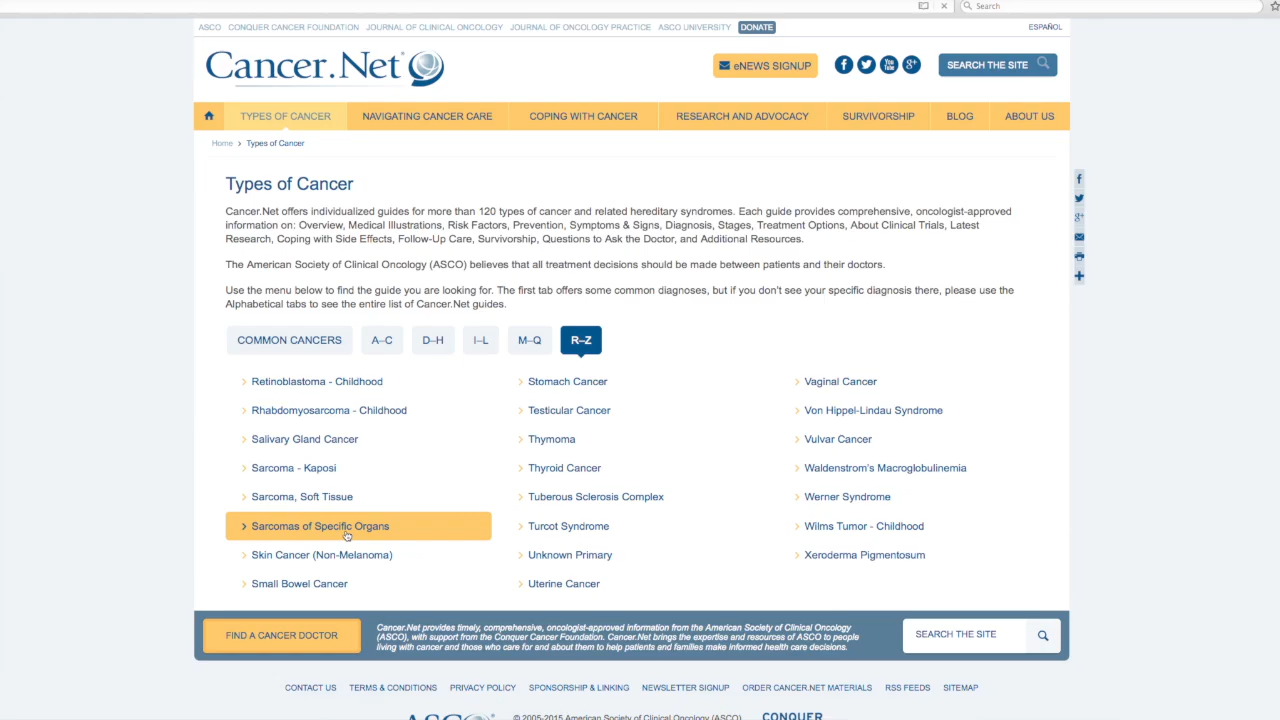 Search
ASCO CONQUER CANCER FOUNDATION JOURNAL OF CLINICAL ONCOLOGY JOURNAL OF ONCOLOGY PRACTICE ASCO UNIVERSITY DONATE ESPAÑOL
Cancer.Net eNEWS SIGNUP SEARCH THE SITE
TYPES OF CANCER NAVIGATING CANCER CARE COPING WITH CANCER RESEARCH AND ADVOCACY SURVIVORSHIP BLOG ABOUT US
Home > Types of Cancer
Types of Cancer
Cancer.Net offers individualized guides for more than 120 types of cancer and related hereditary syndromes. Each guide provides comprehensive, oncologist-approved
information on: Overview, Medical Illustrations, Risk Factors, Prevention, Symptoms & Signs, Diagnosis, Stages, Treatment Options, About Clinical Trials, Latest
Research, Coping with Side Effects, Follow-Up Care, Survivorship, Questions to Ask the Doctor, and Additional Resources.
The American Society of Clinical Oncology (ASCO) believes that all treatment decisions should be made between patients and their doctors.
Use the menu below to find the guide you are looking for. The first tab offers some common diagnoses, but if you don't see your specific diagnosis there, please use the
Alphabetical tabs to see the entire list of Cancer.Net guides.
COMMON CANCERS A–C D–H I–L M–Q R–Z
Retinoblastoma - Childhood
Rhabdomyosarcoma - Childhood
Salivary Gland Cancer
Sarcoma - Kaposi
Sarcoma, Soft Tissue
Sarcomas of Specific Organs
Skin Cancer (Non-Melanoma)
Small Bowel Cancer
Stomach Cancer
Testicular Cancer
Thymoma
Thyroid Cancer
Tuberous Sclerosis Complex
Turcot Syndrome
Unknown Primary
Uterine Cancer
Vaginal Cancer
Von Hippel-Lindau Syndrome
Vulvar Cancer
Waldenstrom's Macroglobulinemia
Werner Syndrome
Wilms Tumor - Childhood
Xeroderma Pigmentosum
FIND A CANCER DOCTOR
Cancer.Net provides timely, comprehensive, oncologist-approved information from the American Society of Clinical Oncology
(ASCO), with support from the Conquer Cancer Foundation. Cancer.Net brings the expertise and resources of ASCO to people
living with cancer and those who care for and about them to help patients and families make informed health care decisions.
SEARCH THE SITE
CONTACT US TERMS & CONDITIONS PRIVACY POLICY SPONSORSHIP & LINKING NEWSLETTER SIGNUP ORDER CANCER.NET MATERIALS RSS FEEDS SITEMAP
ASCO © 2005-2015 American Society of Clinical Oncology (ASCO) CONQUER